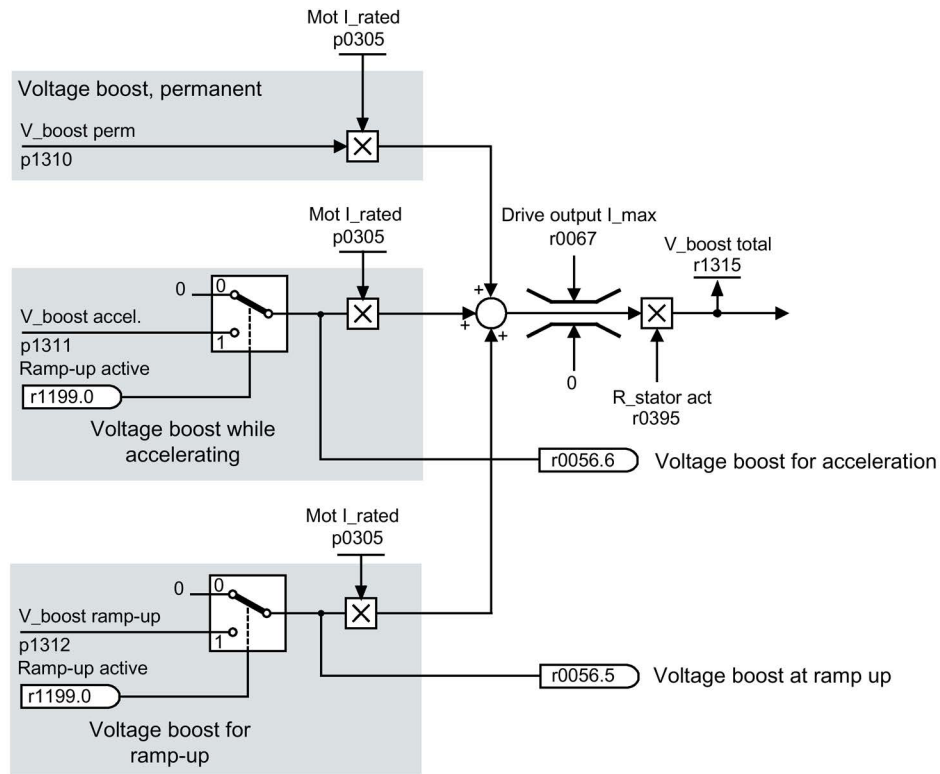 Mot I_rated
p0305
Voltage boost, permanent
V_boost perm
p1310
Mot I_rated
p0305
Drive output I_max
r0067
V_boost total
r1315
0
0
V_boost accel.
p1311
1
Ramp-up active
r1199.0
Voltage boost while
accelerating
+
+
+
0
R_stator act
r0395
r0056.6
Voltage boost for acceleration
Mot I_rated
p0305
0
0
V_boost ramp-up
p1312
1
Ramp-up active
r1199.0
Voltage boost for
ramp-up
r0056.5
Voltage boost at ramp up